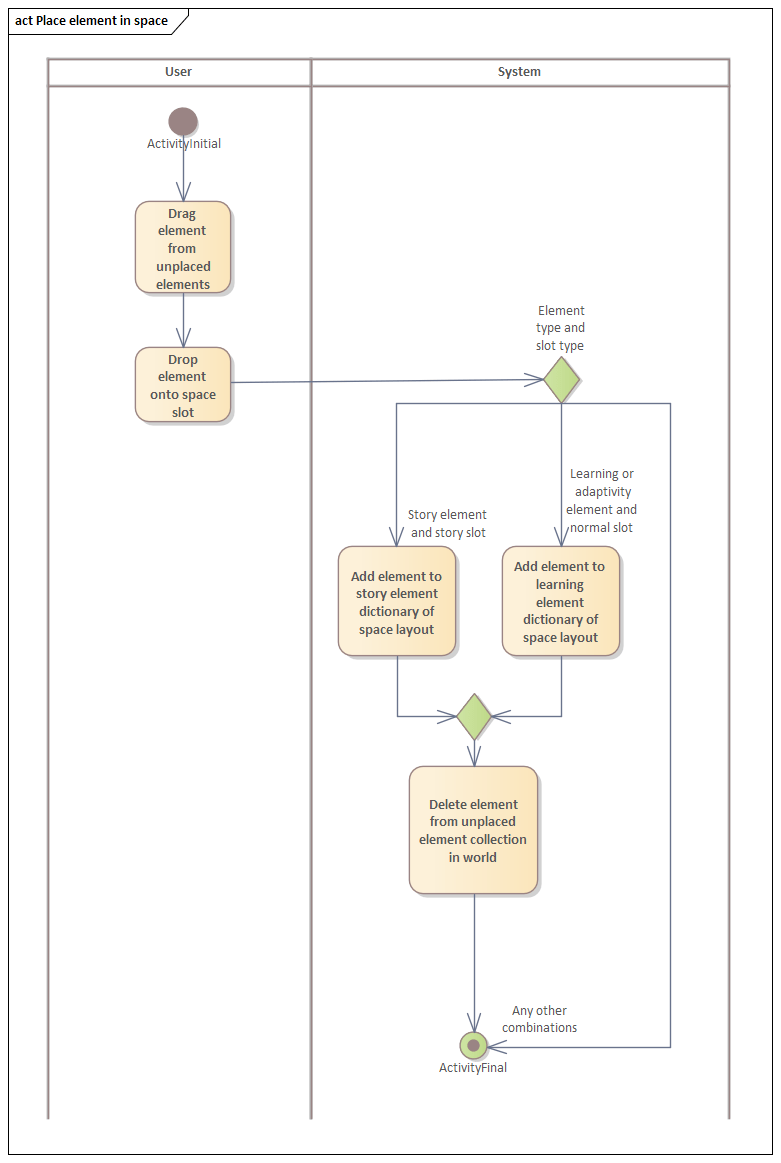 act Place element in space
User
System
ActivityInitial
Drag
element
from
unplaced
elements
Drop
element
onto space
slot
Element
type and
slot type
Story element
and story slot
Learning or
adaptivity
element and
normal slot
Add element to
story element
dictionary of
space layout
Add element to
learning
element
dictionary of
space layout
Delete element
from unplaced
element collection
in world
Any other
combinations
ActivityFinal